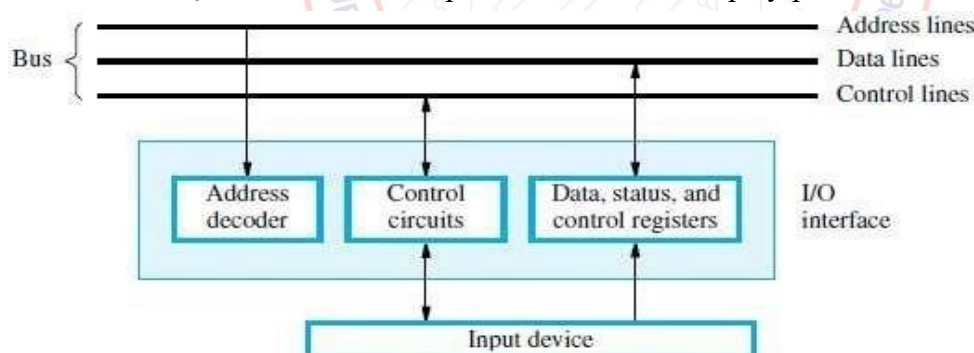 Address lines
Bus
Data lines
Control lines
Address
decoder
Control
circuits
Data, status, and
control registers
I/O
interface
Input device